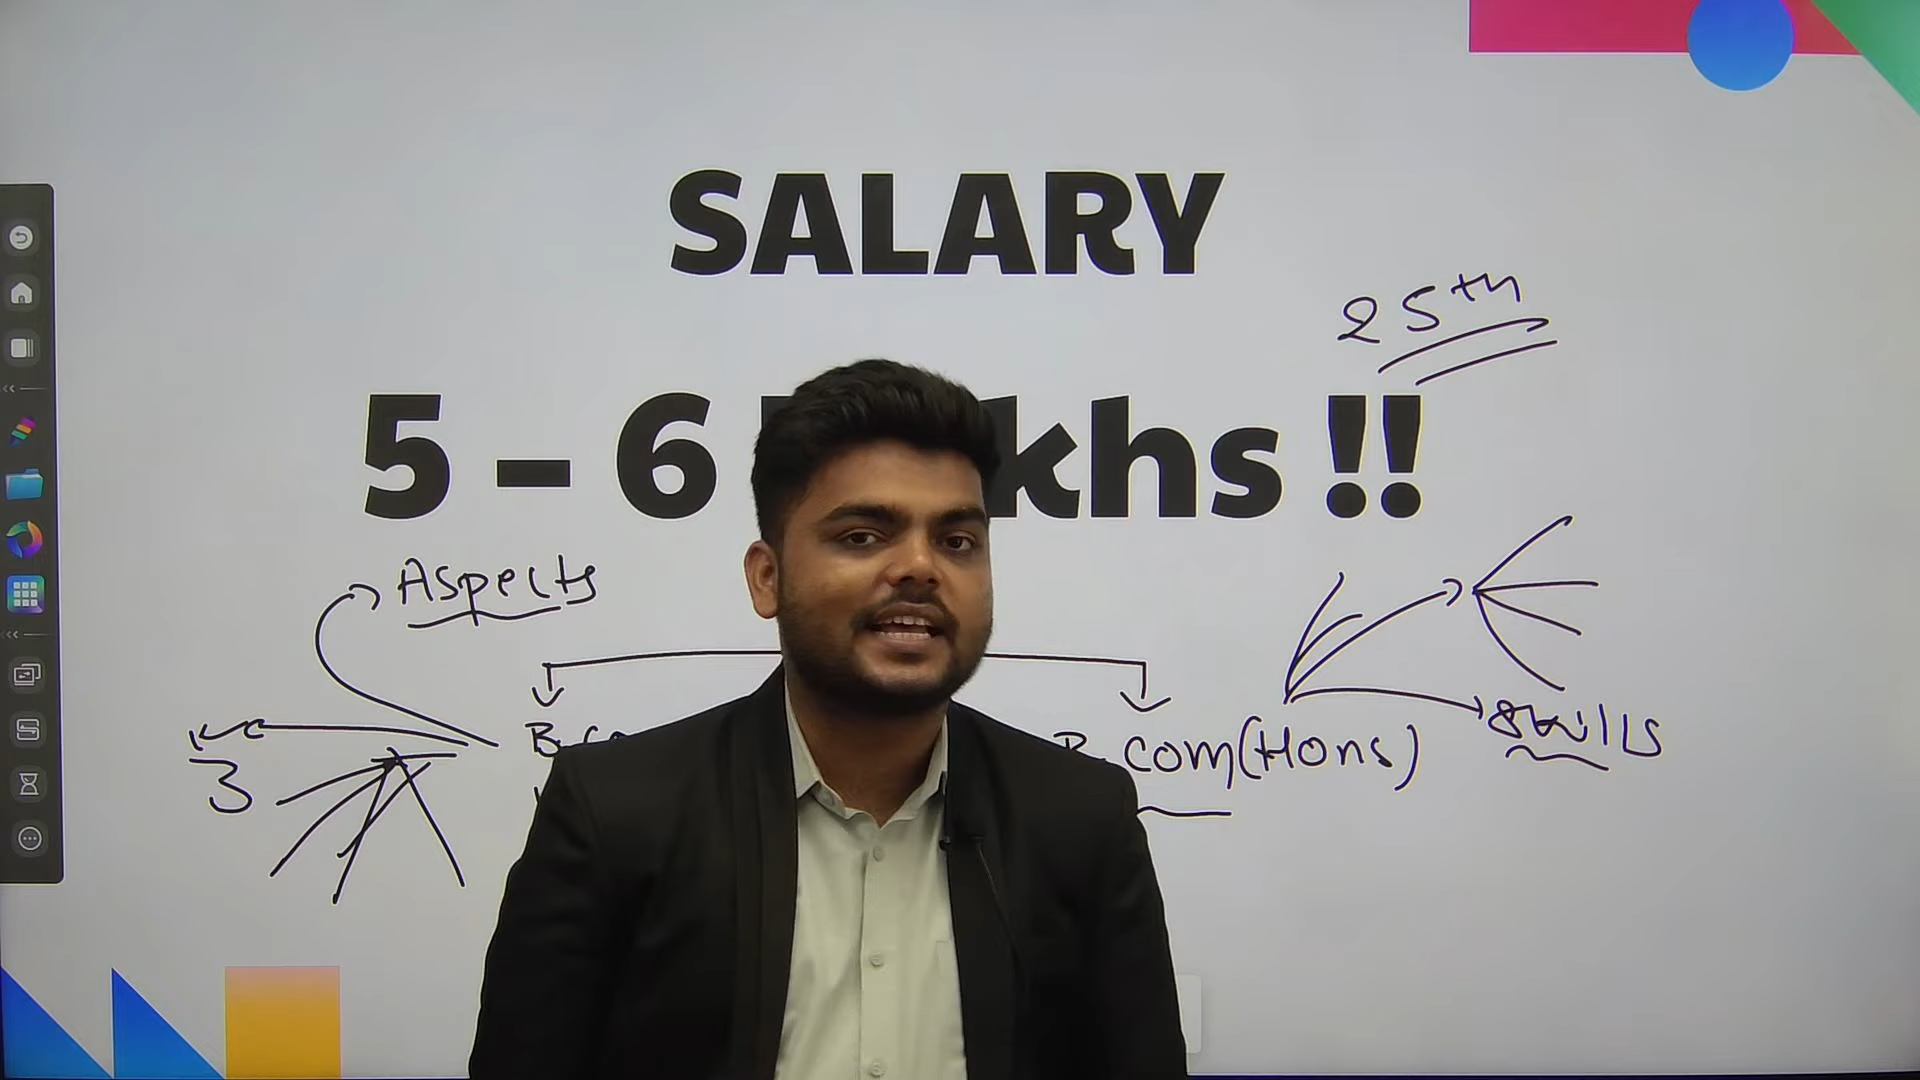 SALARY
25th
5 – 6 khs !!
Aspects
3
com(Hons)
Skills